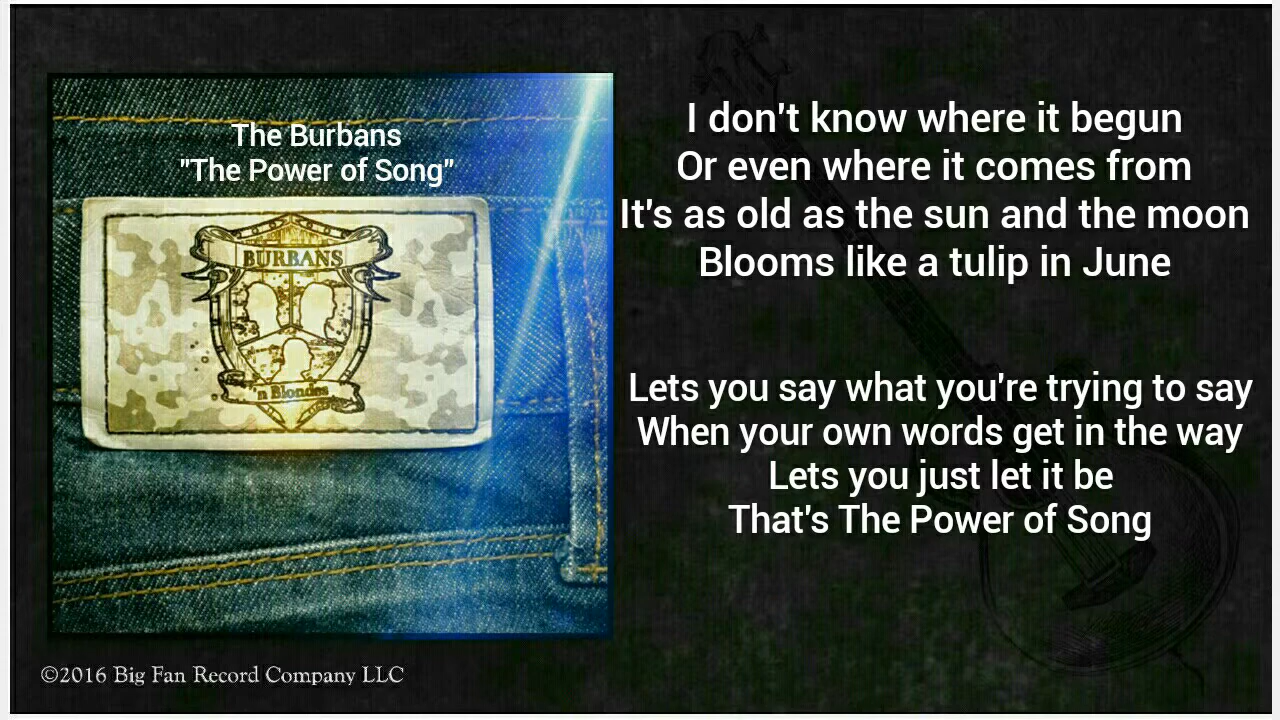 The Burbans
"The Power of Song"
BURBANS
'n Blondes
©2016 Big Fan Record Company LLC
I don't know where it begun
Or even where it comes from
It's as old as the sun and the moon
Blooms like a tulip in June
Lets you say what you're trying to say
When your own words get in the way
Lets you just let it be
That's The Power of Song